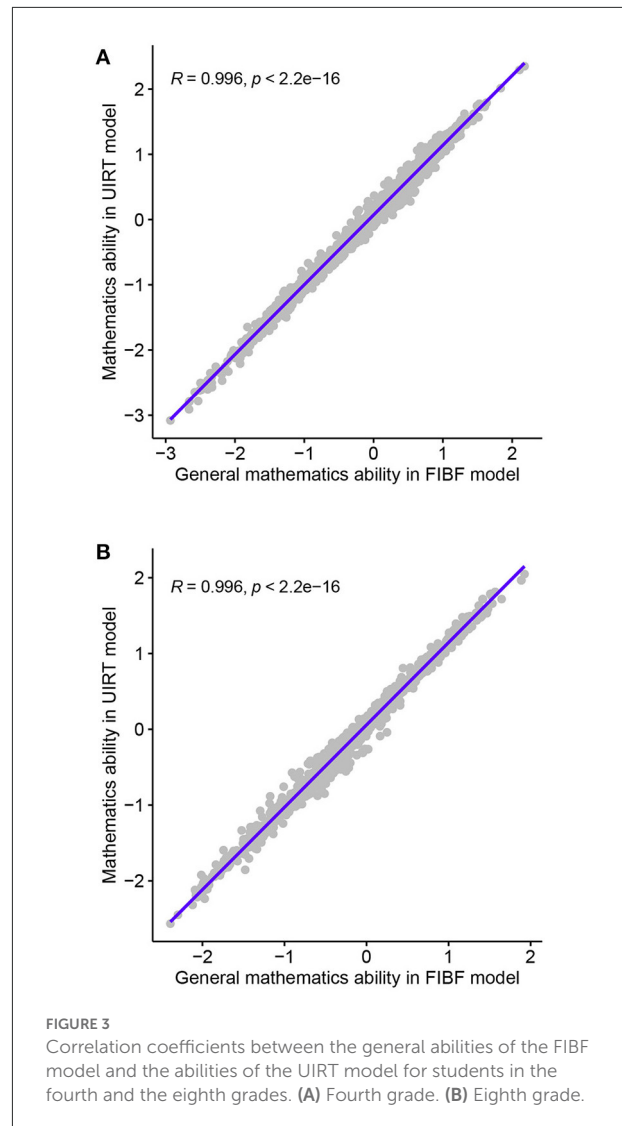 A
R = 0.996, p < 2.2e−16
Mathematics ability in UIRT model
2
1
0
−1
−2
−3
−3 −2 −1 0 1 2
General mathematics ability in FIBF model
B
R = 0.996, p < 2.2e−16
Mathematics ability in UIRT model
2
1
0
−1
−2
−2 −1 0 1 2
General mathematics ability in FIBF model
FIGURE 3
Correlation coefficients between the general abilities of the FIBF
model and the abilities of the UIRT model for students in the
fourth and the eighth grades. (A) Fourth grade. (B) Eighth grade.